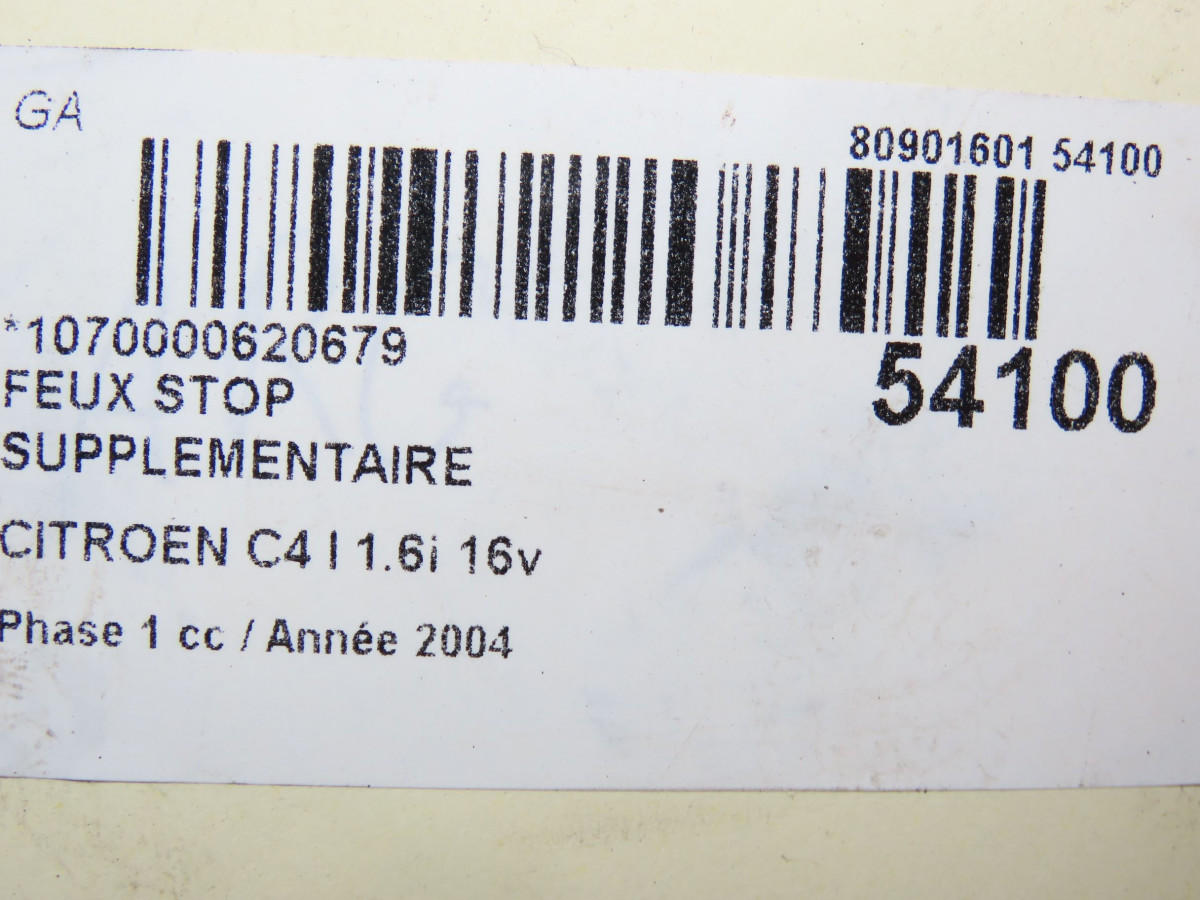 GA
80901601 54100
*1070000620679
54100
FEUX STOP
SUPPLEMENTAIRE
CITROEN C4 I 1.6i 16v
Phase 1 cc / Année 2004